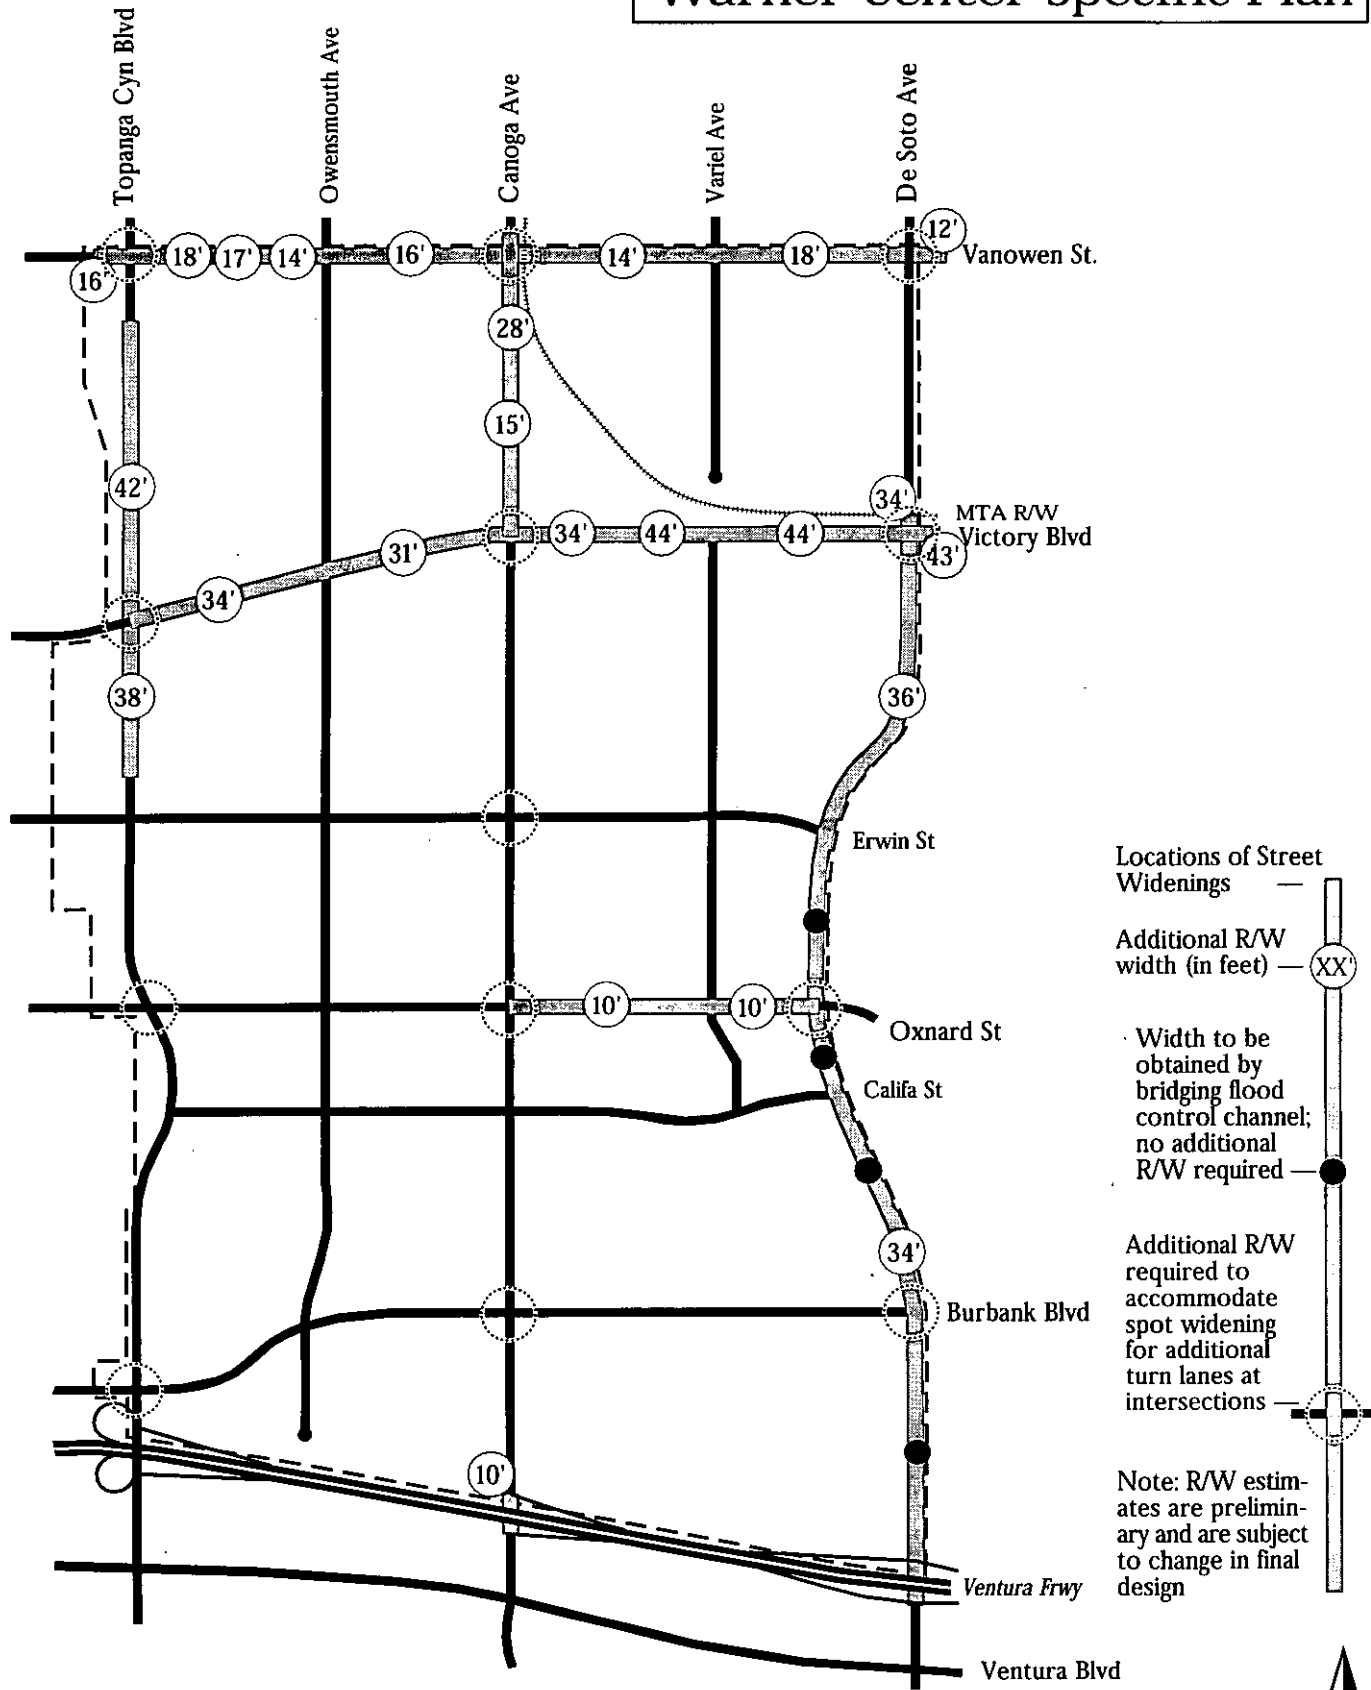 Warner Center Specific Plan
Topanga Cyn Blvd
Owensmouth Ave
Canoga Ave
Variel Ave
De Soto Ave
12'
16'
18'
17'
14'
16'
14'
18'
Vanowen St.
28'
15'
42'
34'
MTA R/W
31'
34'
44'
44'
Victory Blvd
43'
34'
38'
36'
Erwin St
10'
10'
Oxnard St
Califa St
34'
Burbank Blvd
10'
Ventura Frwy
Ventura Blvd
Locations of Street
Widenings —
Additional R/W
width (in feet) — XX'
Width to be
obtained by
bridging flood
control channel;
no additional
R/W required —
Additional R/W
required to
accommodate
spot widening
for additional
turn lanes at
intersections —
Note: R/W estim-
ates are prelimin-
ary and are subject
to change in final
design